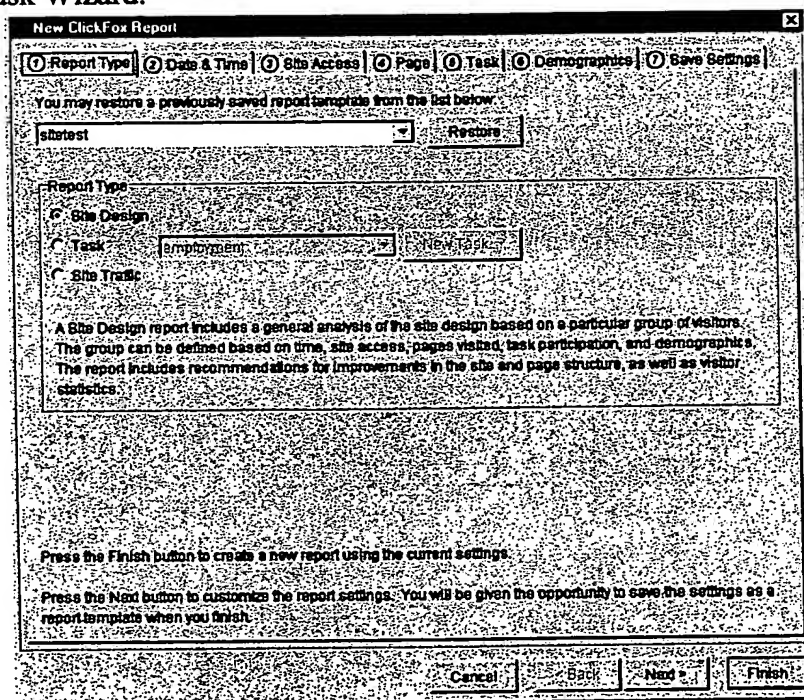 ask Wizard.
New ClickFox Report
① Report Type ② Date & Time ③ Site Access ④ Page ⑤ Task ⑥ Demographics ⑦ Save Settings
You may restore a previously saved report template from the list below.
sitetest Restore
Report Type
Site Design
Task employment New Task
Site Traffic
A Site Design report includes a general analysis of the site design based on a particular group of visitors.
The group can be defined based on time, site access, pages visited, task participation, and demographics.
The report includes recommendations for improvements in the site and page structure, as well as visitor
statistics.
Press the Finish button to create a new report using the current settings.
Press the Next button to customize the report settings. You will be given the opportunity to save the settings as a
report template when you finish.
Cancel Back Next > Finish